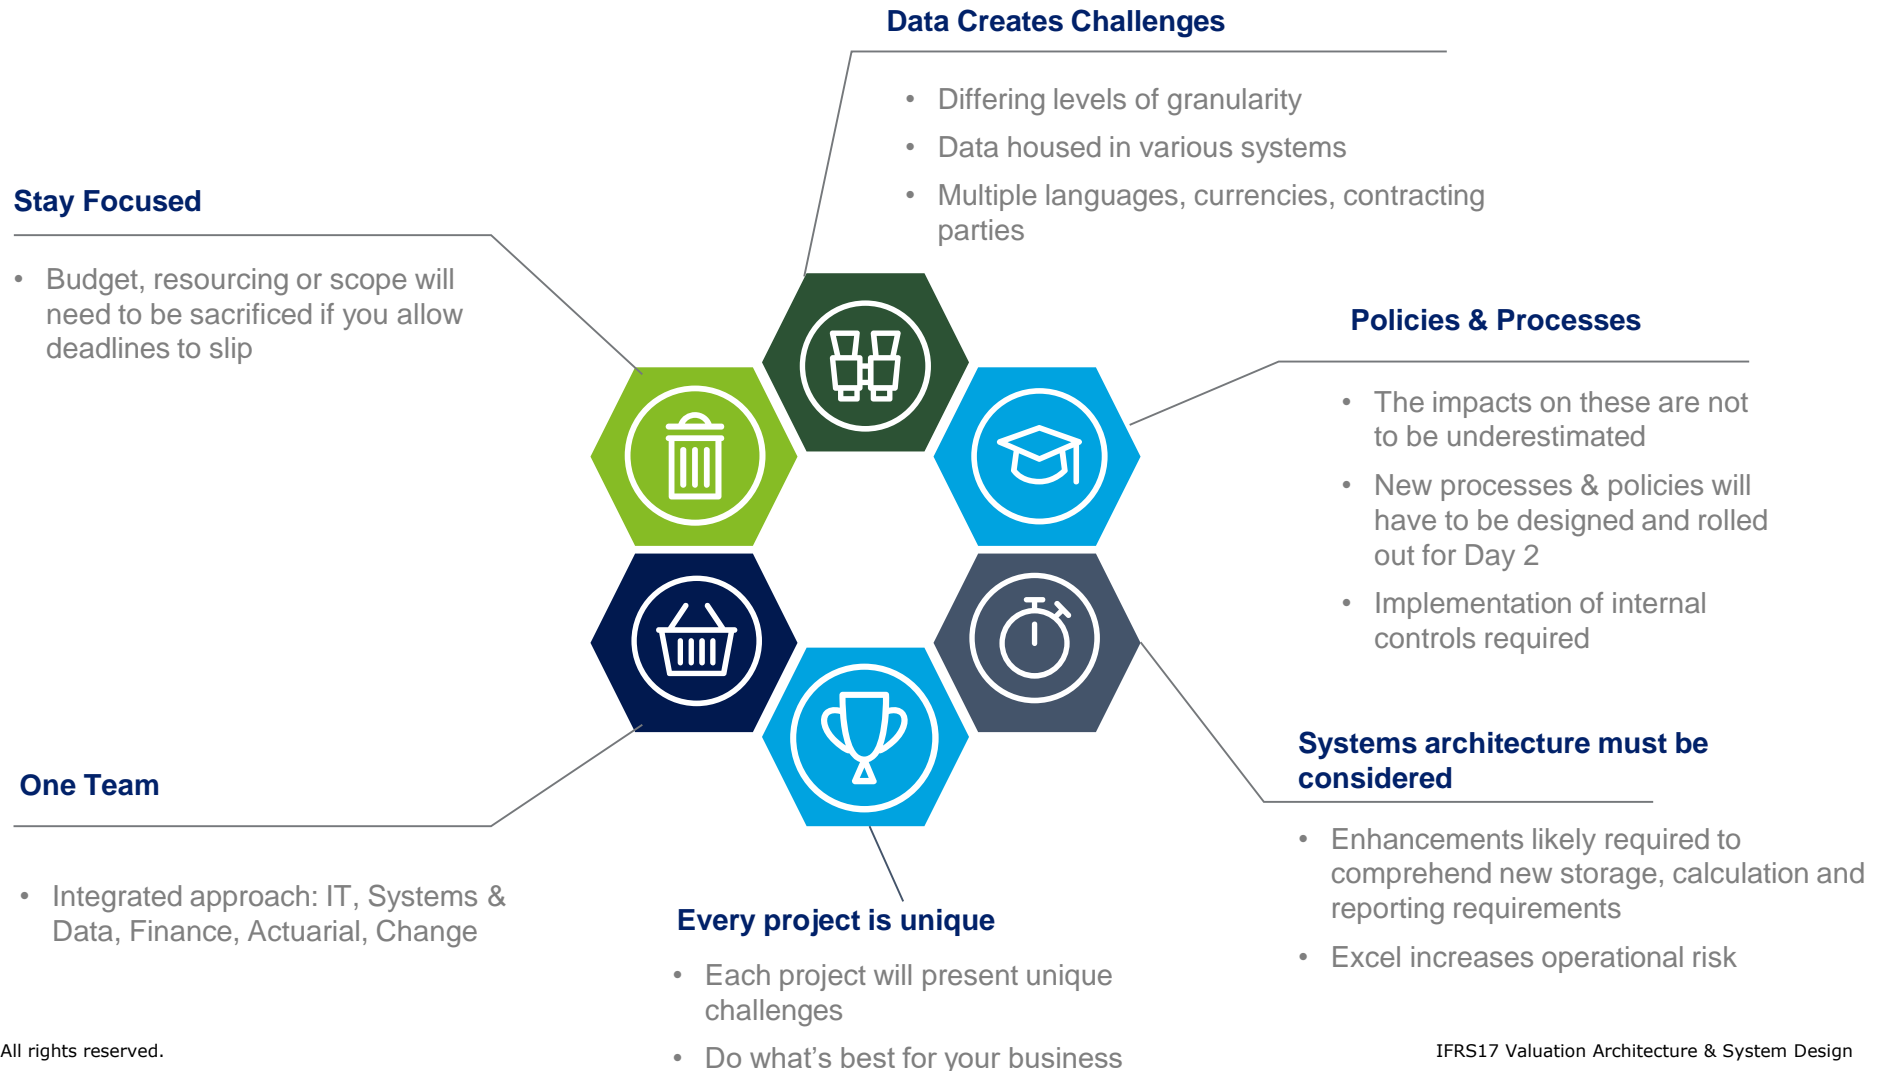 Data Creates Challenges
• Differing levels of granularity
• Data housed in various systems
• Multiple languages, currencies, contracting
parties
Stay Focused
• Budget, resourcing or scope will
need to be sacrificed if you allow
deadlines to slip
Policies & Processes
• The impacts on these are not
to be underestimated
• New processes & policies will
have to be designed and rolled
out for Day 2
• Implementation of internal
controls required
Systems architecture must be
considered
• Enhancements likely required to
comprehend new storage, calculation and
reporting requirements
• Excel increases operational risk
One Team
• Integrated approach: IT, Systems &
Data, Finance, Actuarial, Change
Every project is unique
• Each project will present unique
challenges
• Do what’s best for your business
All rights reserved.
IFRS17 Valuation Architecture & System Design